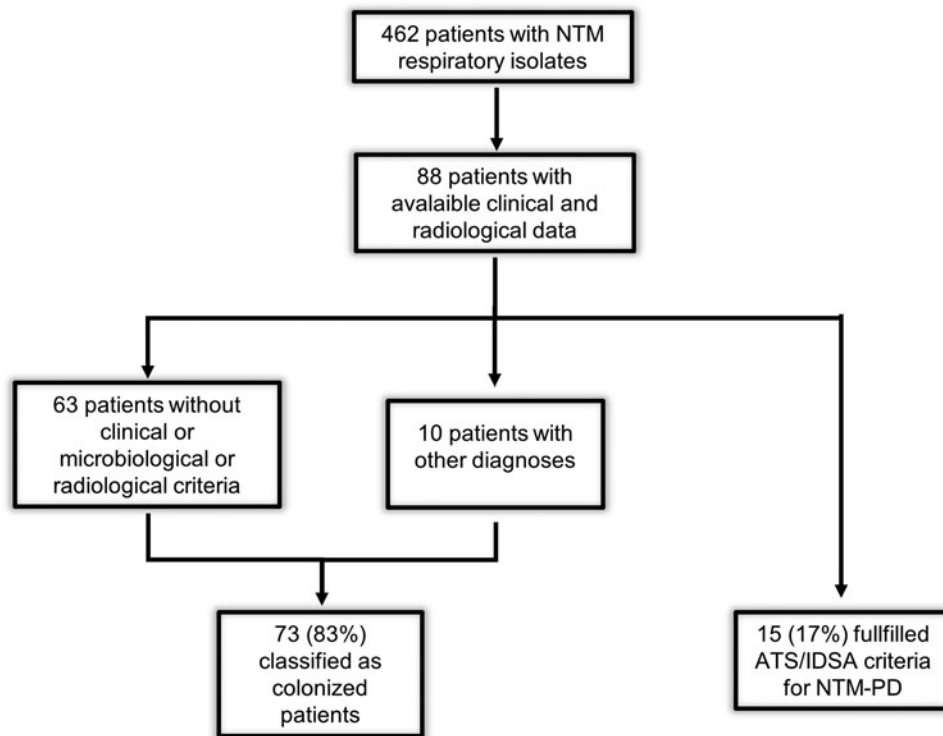 462 patients with NTM
respiratory isolates
88 patients with
avalaible clinical and
radiological data
63 patients without
clinical or
microbiological or
radiological criteria
10 patients with
other diagnoses
73 (83%)
classified as
colonized
patients
15 (17%) fullfilled
ATS/IDSA criteria
for NTM-PD